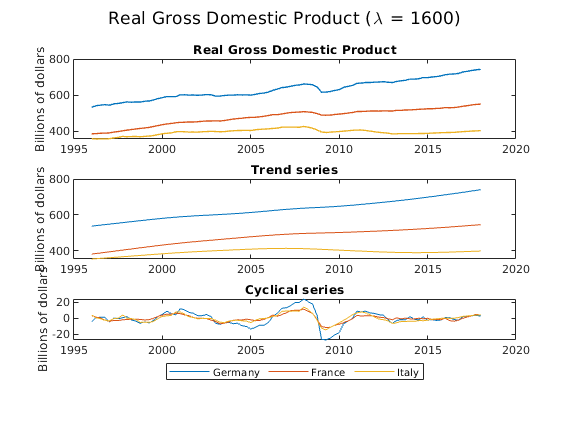 Real Gross Domestic Product (λ = 1600)
Real Gross Domestic Product
Billions of dollars
800
600
400
1995 2000 2005 2010 2015 2020
Trend series
Billions of dollars
800
600
400
1995 2000 2005 2010 2015 2020
Cyclical series
Billions of dollars
20
0
-20
1995 2000 2005 2010 2015 2020
Germany France Italy